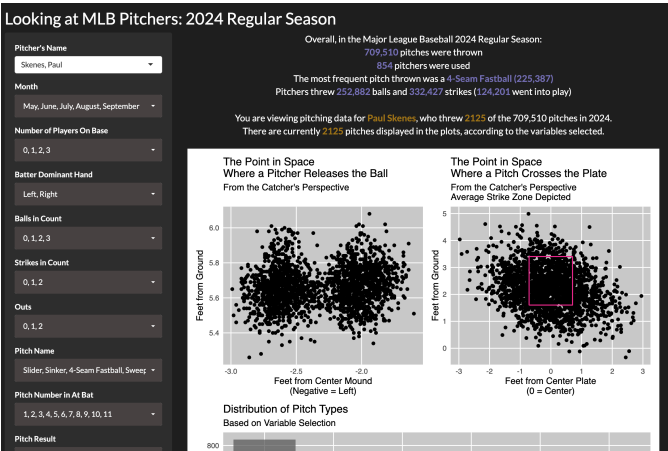 Looking at MLB Pitchers: 2024 Regular Season
Pitcher's Name
Skenes, Paul
Month
May, June, July, August, September
Number of Players On Base
0, 1, 2, 3
Batter Dominant Hand
Left, Right
Balls in Count
0, 1, 2, 3
Strikes in Count
0, 1, 2
Outs
0, 1, 2
Pitch Name
Slider, Sinker, 4-Seam Fastball, Sweep
Pitch Number in At Bat
1, 2, 3, 4, 5, 6, 7, 8, 9, 10, 11
Pitch Result
Overall, in the Major League Baseball 2024 Regular Season:
709,510 pitches were thrown
854 pitchers were used
The most frequent pitch thrown was a 4-Seam Fastball (225,387)
Pitchers threw 252,882 balls and 332,427 strikes (124,201 went into play)
You are viewing pitching data for Paul Skenes, who threw 2125 of the 709,510 pitches in 2024.
There are currently 2125 pitches displayed in the plots, according to the variables selected.
The Point in Space
Where a Pitcher Releases the Ball
From the Catcher's Perspective
Feet from Ground
6.0
5.8
5.6
5.4
-3.0 -2.5 -2.0
Feet from Center Mound
(Negative = Left)
The Point in Space
Where a Pitch Crosses the Plate
From the Catcher's Perspective
Average Strike Zone Depicted
Feet from Ground
5
4
3
2
1
0
-3 -2 -1 0 1 2 3
Feet from Center Plate
(0 = Center)
Distribution of Pitch Types
Based on Variable Selection
800